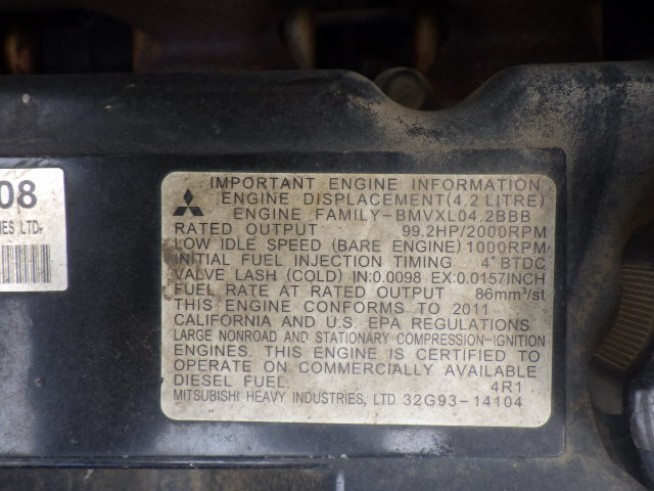 08
IES LTD.
IMPORTANT ENGINE INFORMATION
ENGINE DISPLACEMENT(4.2 LITRE)
ENGINE FAMILY-BMVXL04.2BBB
RATED OUTPUT 99.2HP/2000RPM
LOW IDLE SPEED (BARE ENGINE) 1000RPM
INITIAL FUEL INJECTION TIMING 4°BTDC
VALVE LASH (COLD) IN:0.0098 EX:0.0157INCH
FUEL RATE AT RATED OUTPUT 86mm³/st
THIS ENGINE CONFORMS TO 2011
CALIFORNIA AND U.S EPA REGULATIONS
LARGE NONROAD AND STATIONARY COMPRESSION-IGNITION
ENGINES. THIS ENGINE IS CERTIFIED TO
OPERATE ON COMMERCIALLY AVAILABLE
DIESEL FUEL. 4R1
MITSUBISHI HEAVY INDUSTRIES, LTD. 32G93-14104